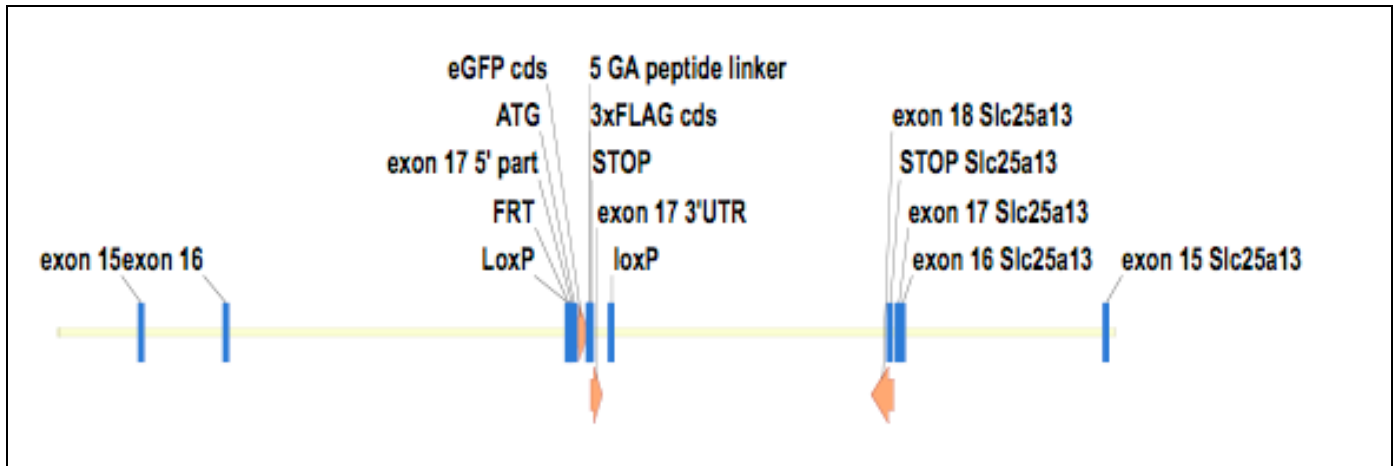 eGFP cds 5 GA peptide linker
ATG 3xFLAG cds exon 18 Slc25a13
exon 17 5' part STOP STOP Slc25a13
FRT exon 17 3'UTR exon 17 Slc25a13
exon 15exon 16 LoxP loxP exon 16 Slc25a13 exon 15 Slc25a13